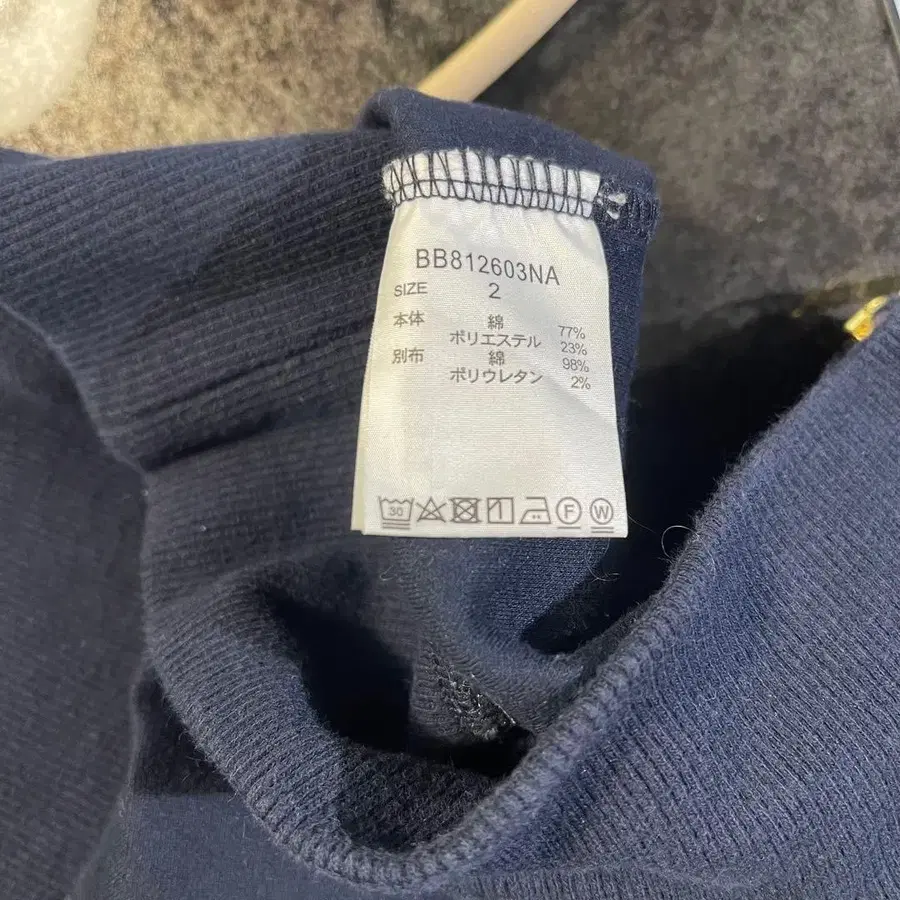 BB812603NA
SIZE 2
本体 綿 77%
ポリエステル 23%
別布 綿 98%
ポリウレタン 2%
30 F W